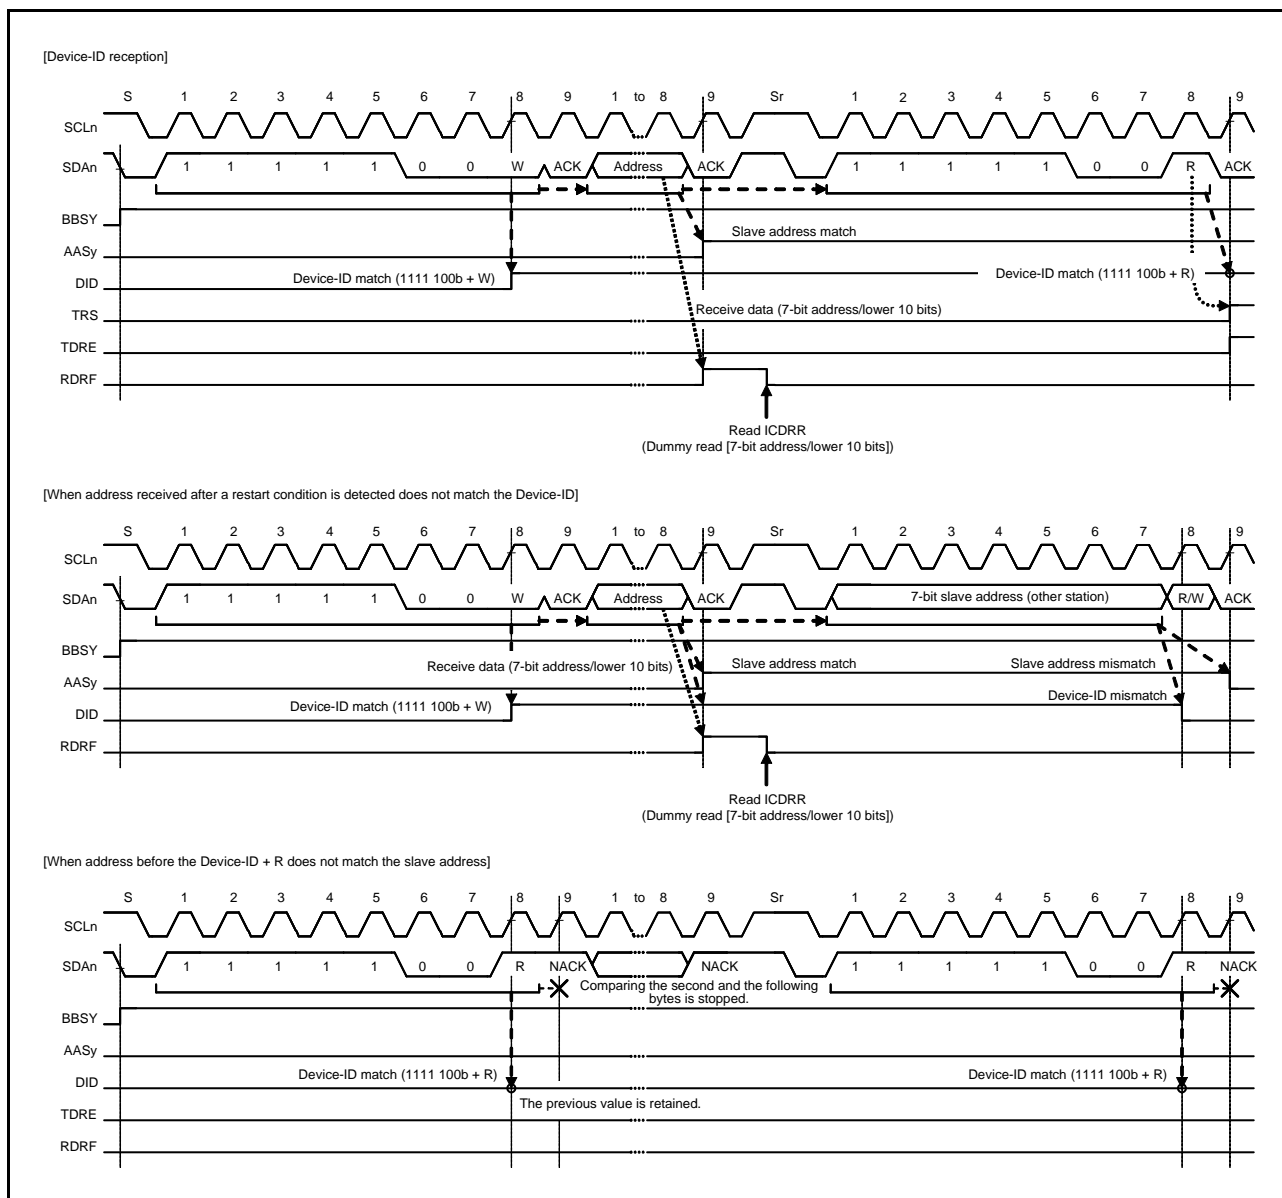 [Device-ID reception]
S 1 2 3 4 5 6 7 8 9 1 to 8 9 Sr 1 2 3 4 5 6 7 8 9
SCLn
SDAn 1 1 1 1 1 0 0 W ACK Address ACK 1 1 1 1 1 0 0 R ACK
BBSY
Slave address match
AASy
Device-ID match (1111 100b + W) Device-ID match (1111 100b + R)
DID
Receive data (7-bit address/lower 10 bits)
TRS
TDRE
RDRF
Read ICDRR
(Dummy read [7-bit address/lower 10 bits])
[When address received after a restart condition is detected does not match the Device-ID]
S 1 2 3 4 5 6 7 8 9 1 to 8 9 Sr 1 2 3 4 5 6 7 8 9
SCLn
SDAn 1 1 1 1 1 0 0 W ACK Address ACK 7-bit slave address (other station) R/W ACK
BBSY
Receive data (7-bit address/lower 10 bits) Slave address match Slave address mismatch
AASy
Device-ID match (1111 100b + W) Device-ID mismatch
DID
RDRF
Read ICDRR
(Dummy read [7-bit address/lower 10 bits])
[When address before the Device-ID + R does not match the slave address]
S 1 2 3 4 5 6 7 8 9 1 to 8 9 Sr 1 2 3 4 5 6 7 8 9
SCLn
SDAn 1 1 1 1 1 0 0 R NACK NACK 1 1 1 1 1 0 0 R NACK
Comparing the second and the following
bytes is stopped.
BBSY
AASy
Device-ID match (1111 100b + R) Device-ID match (1111 100b + R)
DID
The previous value is retained.
TDRE
RDRF